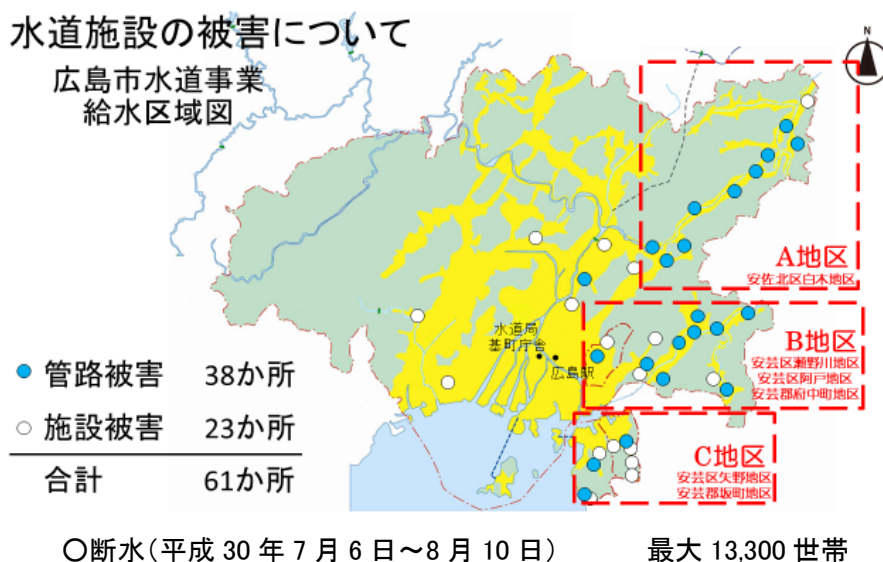 水道施設の被害について
広島市水道事業
給水区域図
N
A地区
安佐北区白木地区
B地区
安芸区瀬野川地区
安芸区阿戸地区
安芸郡府中町地区
水道局
基町庁舎
広島駅
C地区
安芸区矢野地区
安芸郡坂町地区
管路被害 38か所
施設被害 23か所
合計 61か所
〇断水(平成 30 年 7 月 6 日～8 月 10 日) 最大 13,300 世帯